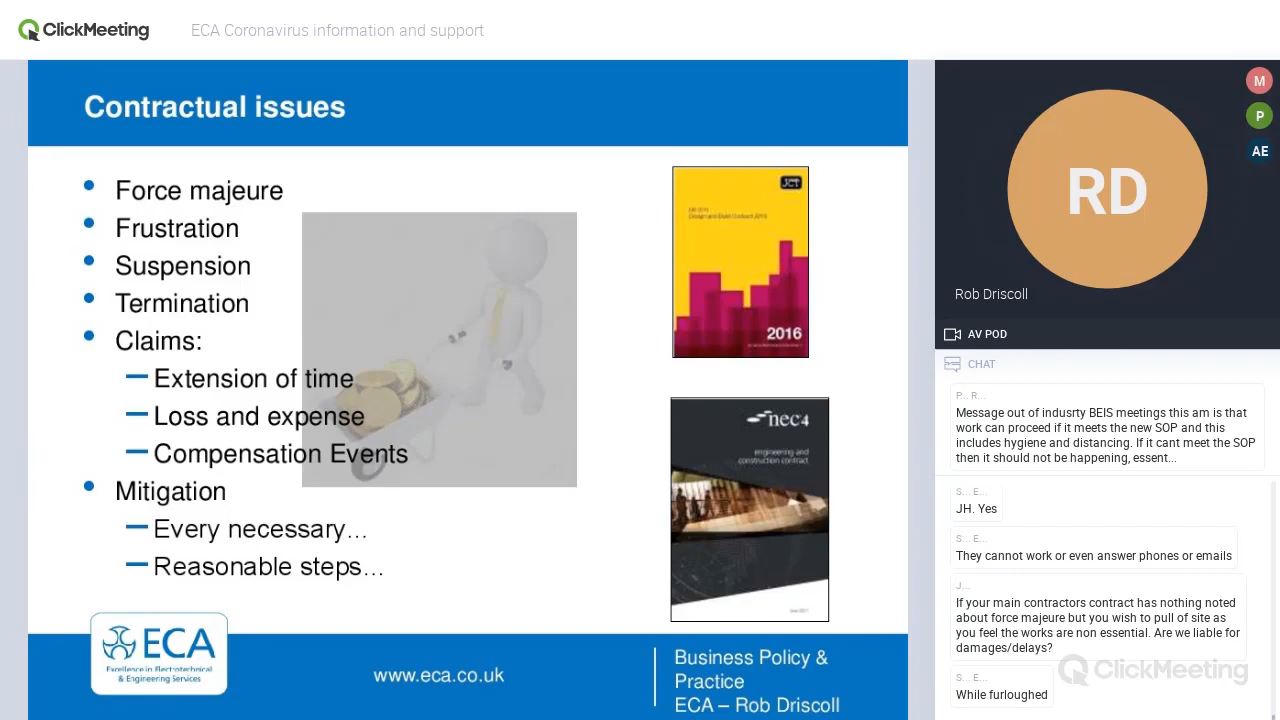 ClickMeeting
ECA Coronavirus information and support
Contractual issues
Force majeure
Frustration
Suspension
Termination
Claims:
Extension of time
Loss and expense
Compensation Events
Mitigation
Every necessary...
Reasonable steps...
JCT
Design and Build Contract 2016
2016
nec4
engineering and
construction contract
ECA
Excellence in Electrotechnical
& Engineering Services
www.eca.co.uk
Business Policy &
Practice
ECA – Rob Driscoll
M
P
AE
RD
Rob Driscoll
AV POD
CHAT
P... R...
Message out of indusrty BEIS meetings this am is that
work can proceed if it meets the new SOP and this
includes hygiene and distancing. If it cant meet the SOP
then it should not be happening, essent...
S... E...
JH. Yes
S... E...
They cannot work or even answer phones or emails
J...
If your main contractors contract has nothing noted
about force majeure but you wish to pull of site as
you feel the works are non essential. Are we liable for
damages/delays?
S... E...
While furloughed
ClickMeeting